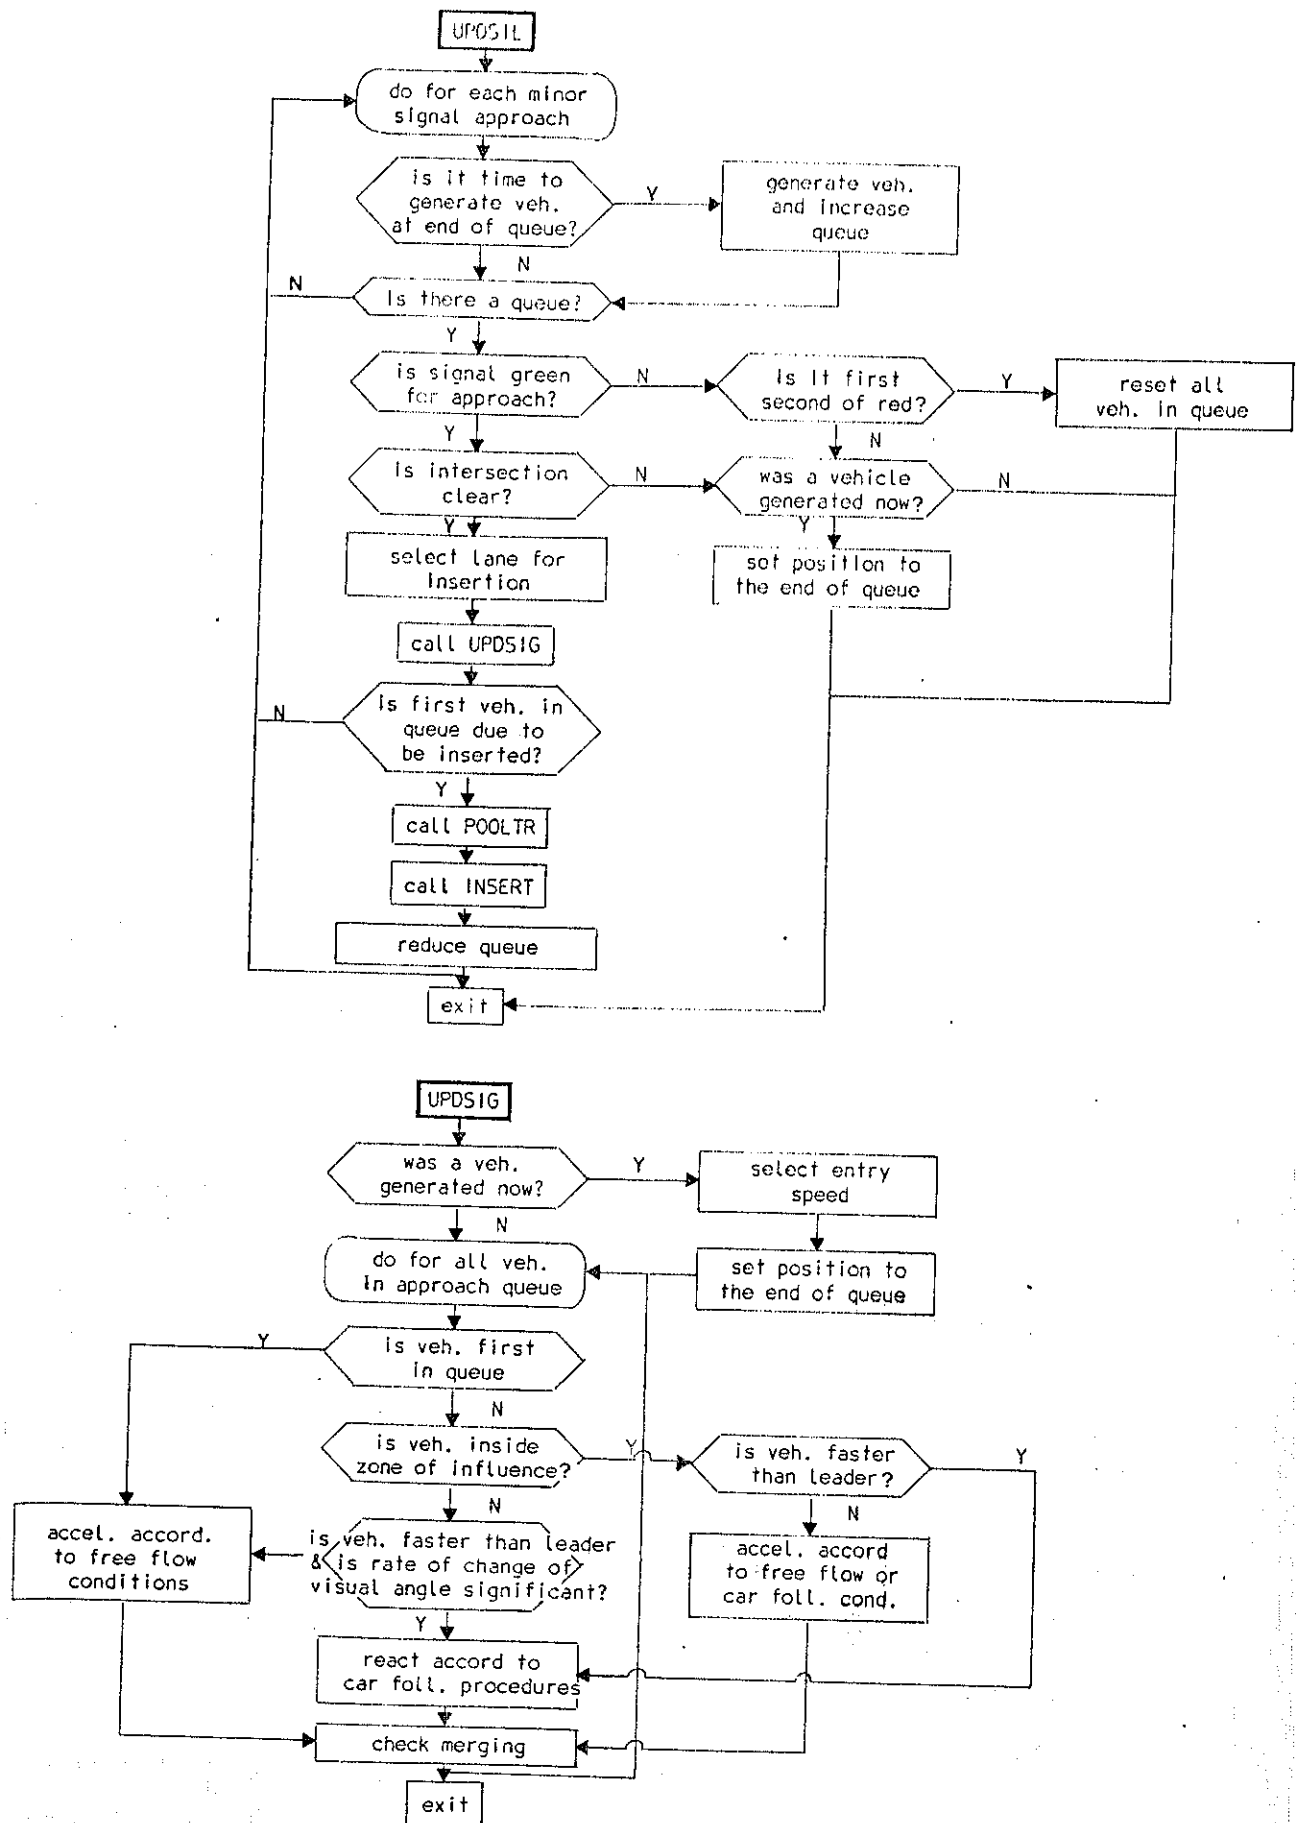 UPDSIL
do for each minor
signal approach
is it time to
generate veh.
at end of queue?
Y
generate veh.
and increase
queue
N
N
Is there a queue?
Y
is signal green
for approach?
N
Is It first
second of red?
Y
reset all
veh. in queue
Y
N
is intersection
clear?
N
was a vehicle
generated now?
N
Y
Y
select lane for
Insertion
set position to
the end of queue
call UPDSIG
N
is first veh. in
queue due to
be inserted?
Y
call POOLTR
call INSERT
reduce queue
exit
UPDSIG
was a veh.
generated now?
Y
select entry
speed
N
do for all veh.
In approach queue
set position to
the end of queue
Y
is veh. first
in queue
N
is veh. inside
zone of influence?
Y
is veh. faster
than leader?
Y
N
N
accel. accord.
to free flow
conditions
is veh. faster than leader
& is rate of change of
visual angle significant?
accel. accord
to free flow or
car foll. cond.
Y
react accord to
car foll. procedures
check merging
exit